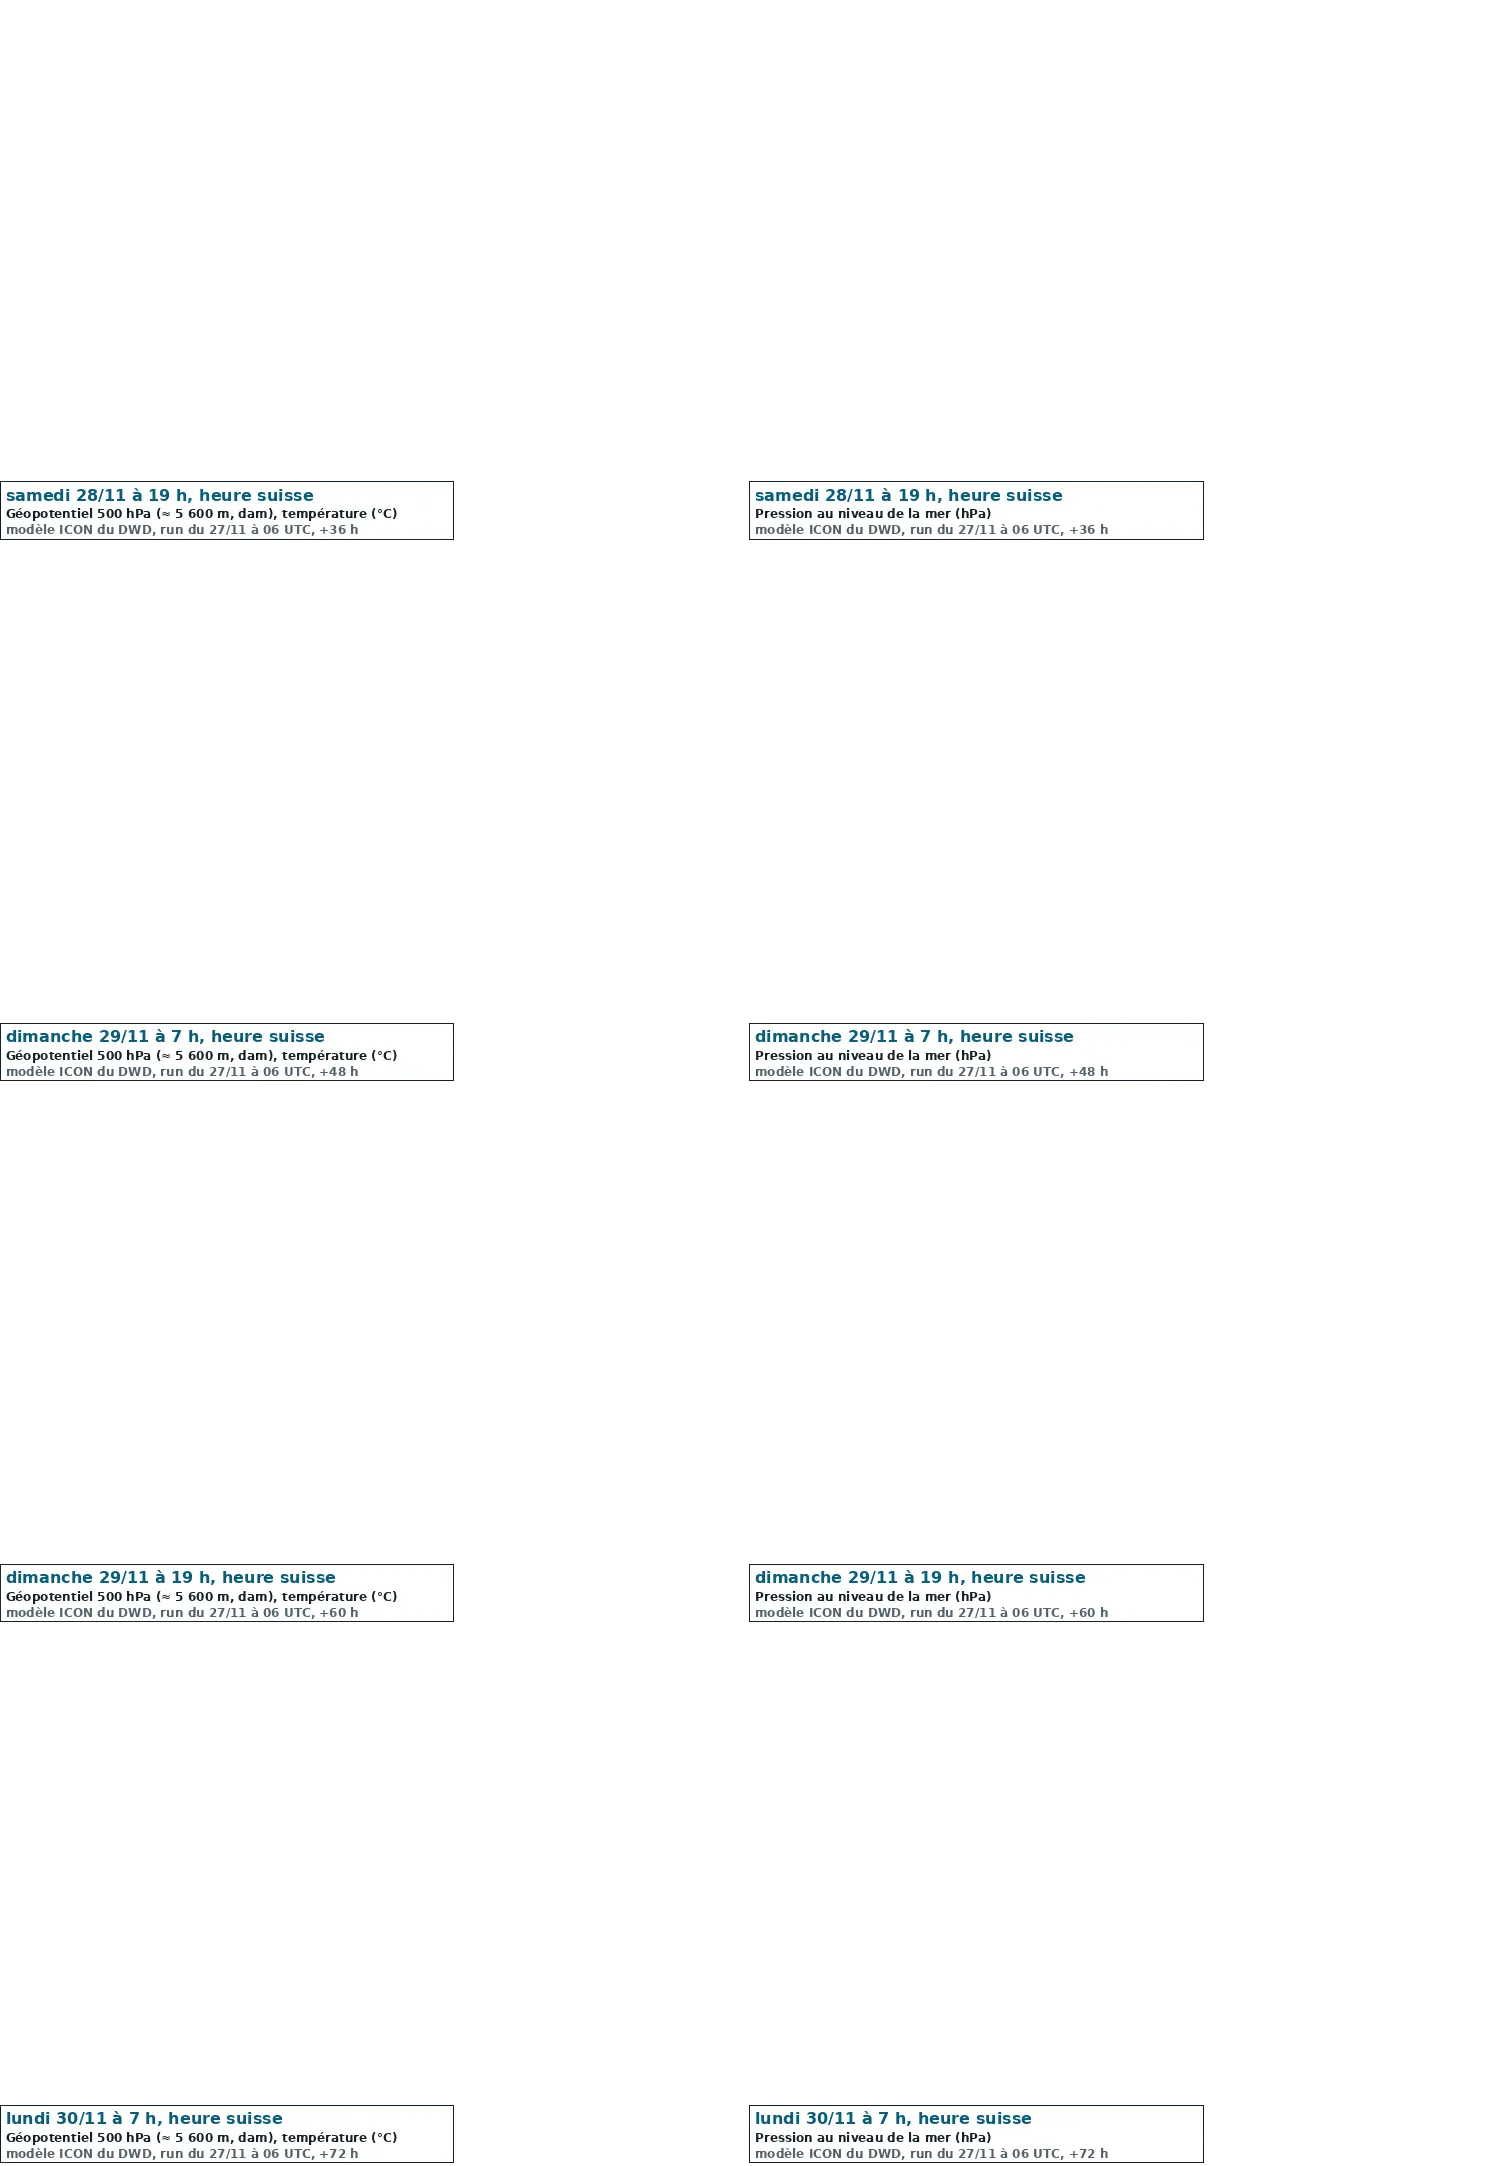 samedi 28/11 à 19 h, heure suisse
Géopotentiel 500 hPa (≈ 5 600 m, dam), température (°C)
modèle ICON du DWD, run du 27/11 à 06 UTC, +36 h
samedi 28/11 à 19 h, heure suisse
Pression au niveau de la mer (hPa)
modèle ICON du DWD, run du 27/11 à 06 UTC, +36 h
dimanche 29/11 à 7 h, heure suisse
Géopotentiel 500 hPa (≈ 5 600 m, dam), température (°C)
modèle ICON du DWD, run du 27/11 à 06 UTC, +48 h
dimanche 29/11 à 7 h, heure suisse
Pression au niveau de la mer (hPa)
modèle ICON du DWD, run du 27/11 à 06 UTC, +48 h
dimanche 29/11 à 19 h, heure suisse
Géopotentiel 500 hPa (≈ 5 600 m, dam), température (°C)
modèle ICON du DWD, run du 27/11 à 06 UTC, +60 h
dimanche 29/11 à 19 h, heure suisse
Pression au niveau de la mer (hPa)
modèle ICON du DWD, run du 27/11 à 06 UTC, +60 h
lundi 30/11 à 7 h, heure suisse
Géopotentiel 500 hPa (≈ 5 600 m, dam), température (°C)
modèle ICON du DWD, run du 27/11 à 06 UTC, +72 h
lundi 30/11 à 7 h, heure suisse
Pression au niveau de la mer (hPa)
modèle ICON du DWD, run du 27/11 à 06 UTC, +72 h